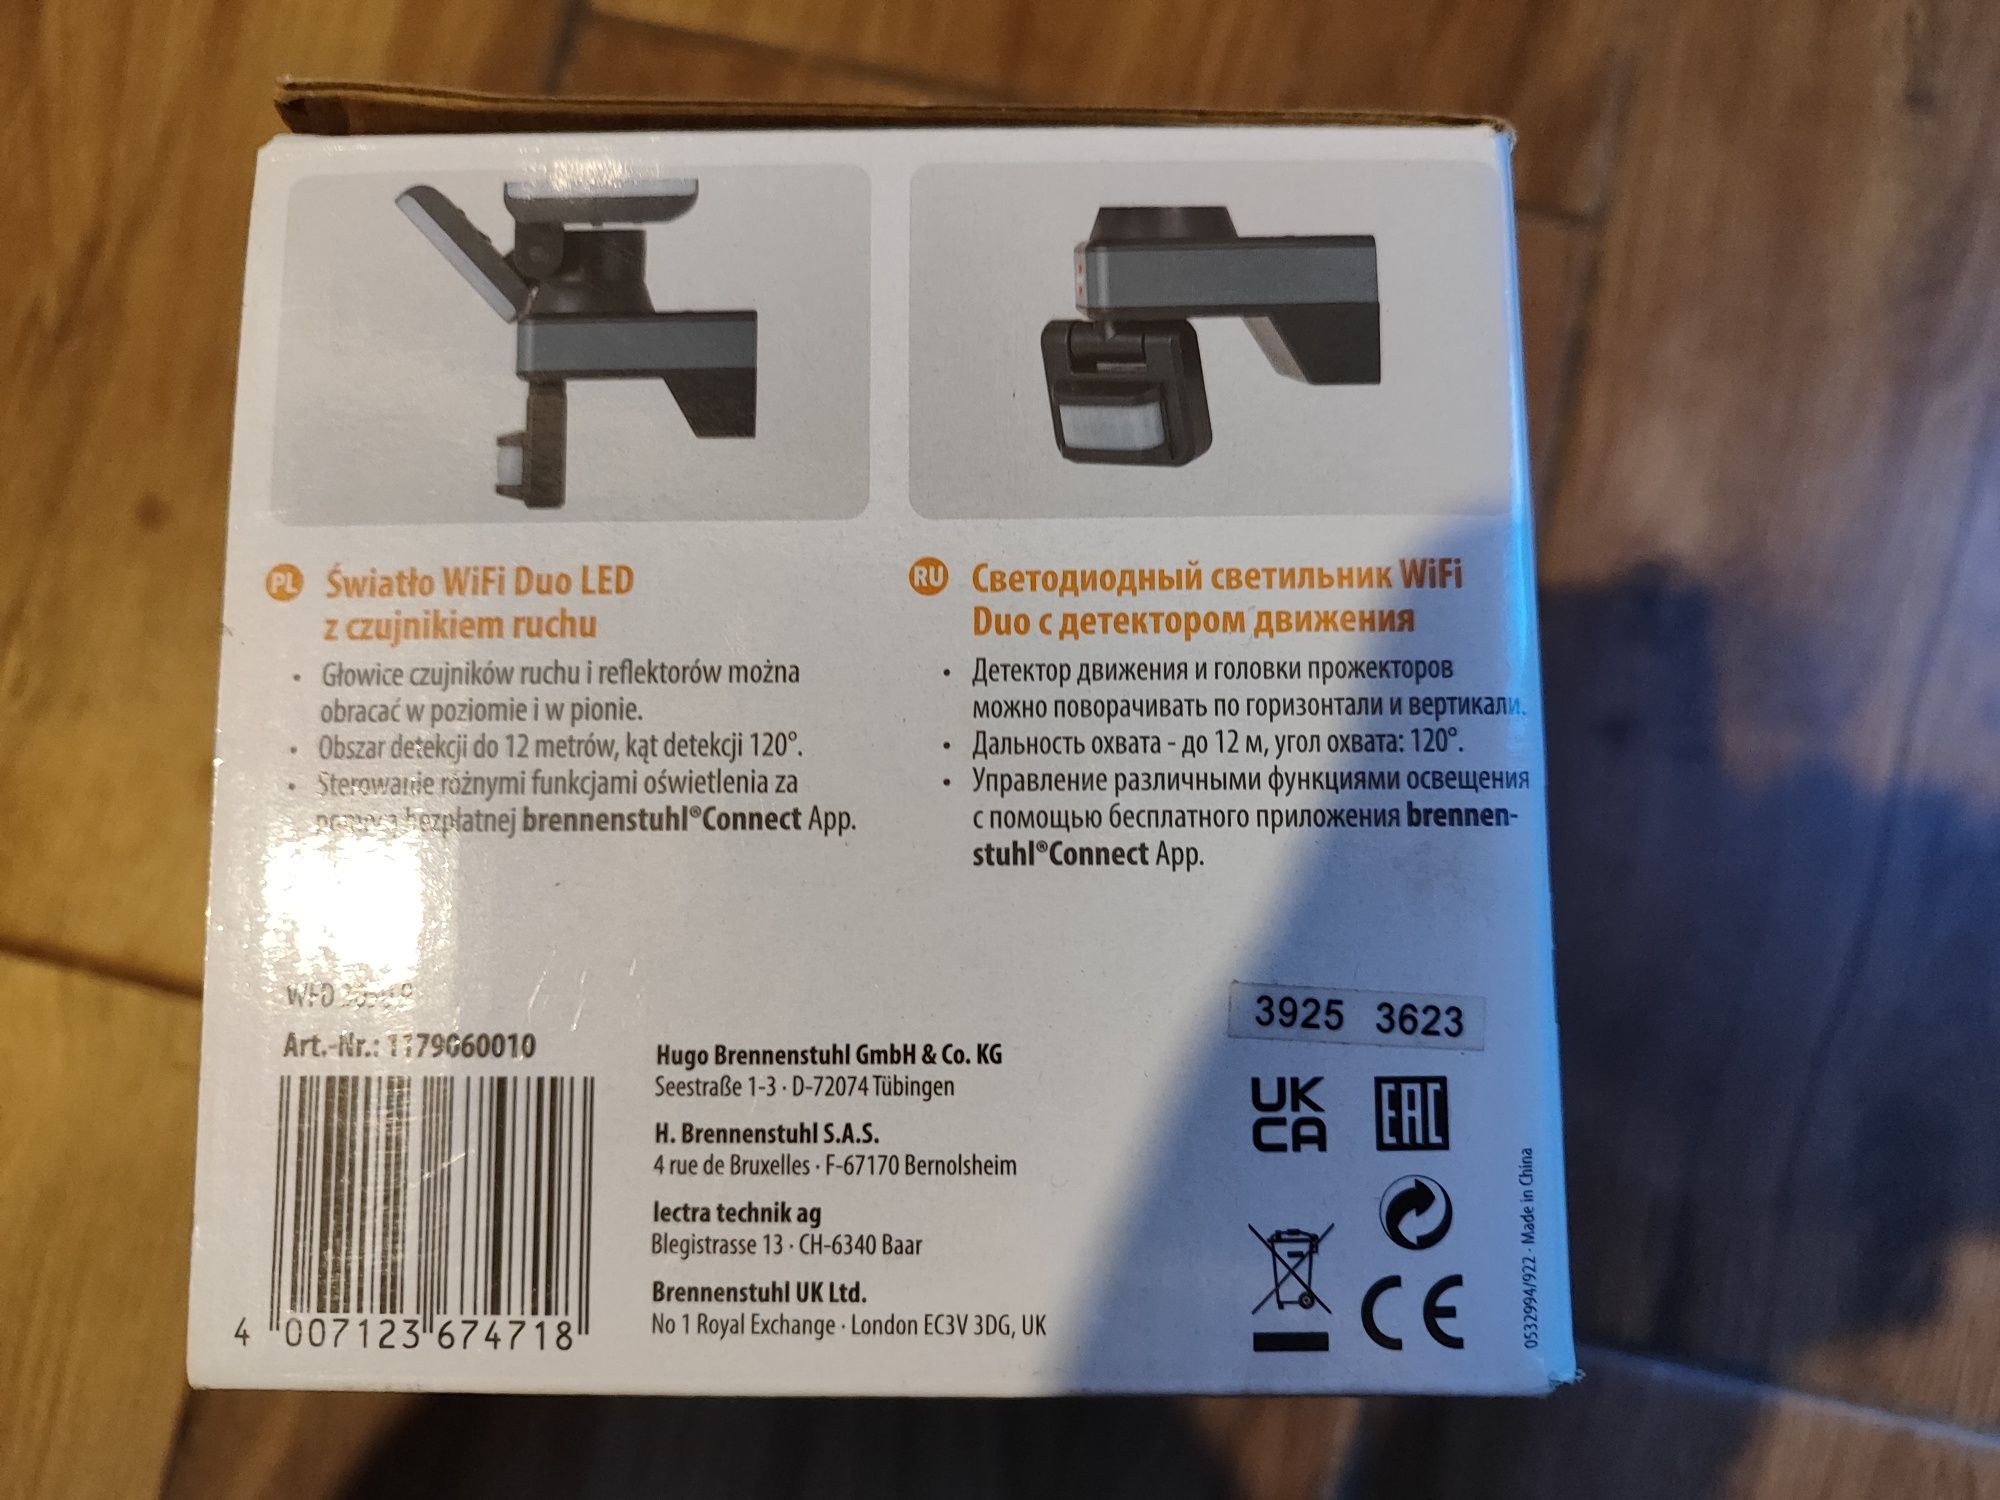 PL Światło WiFi Duo LED
z czujnikiem ruchu
• Głowice czujników ruchu i reflektorów można
obracać w poziomie i w pionie.
• Obszar detekcji do 12 metrów, kąt detekcji 120°.
• Sterowanie różnymi funkcjami oświetlenia za
pomocą bezpłatnej brennenstuhl®Connect App.
RU Светодиодный светильник WiFi
Duo с детектором движения
• Детектор движения и головки прожекторов
можно поворачивать по горизонтали и вертикали.
• Дальность охвата - до 12 м, угол охвата: 120°.
• Управление различными функциями освещения
с помощью бесплатного приложения brennen-
stuhl®Connect App.
Art.-Nr.: 1179060010
4 007123 674718
Hugo Brennenstuhl GmbH & Co. KG
Seestraße 1-3 · D-72074 Tübingen
H. Brennenstuhl S.A.S.
4 rue de Bruxelles · F-67170 Bernolsheim
lectra technik ag
Blegistrasse 13 · CH-6340 Baar
Brennenstuhl UK Ltd.
No 1 Royal Exchange · London EC3V 3DG, UK
3925 3623
UK
CA
EAC
CE
0532994/922 · Made in China